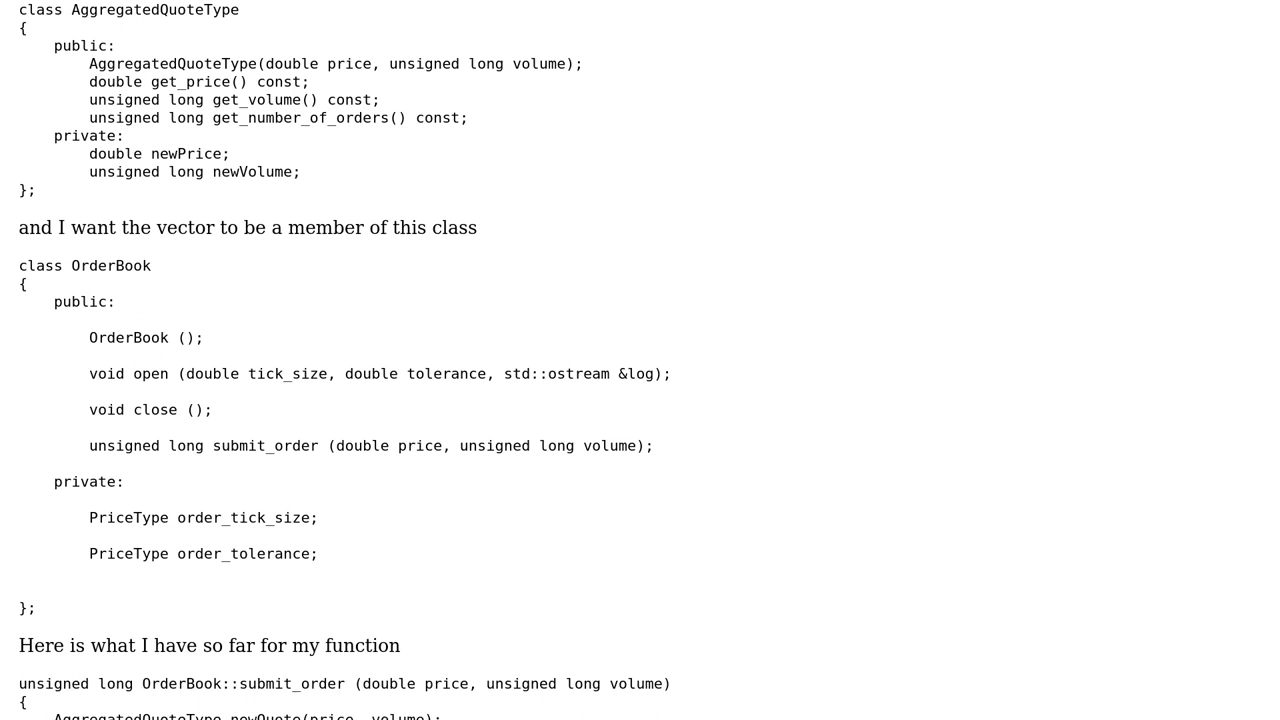 class AggregatedQuoteType
{
    public:
        AggregatedQuoteType(double price, unsigned long volume);
        double get_price() const;
        unsigned long get_volume() const;
        unsigned long get_number_of_orders() const;
    private:
        double newPrice;
        unsigned long newVolume;
};
and I want the vector to be a member of this class
class OrderBook
{
    public:
        OrderBook ();
        void open (double tick_size, double tolerance, std::ostream &log);
        void close ();
        unsigned long submit_order (double price, unsigned long volume);
    private:
        PriceType order_tick_size;
        PriceType order_tolerance;
};
Here is what I have so far for my function
unsigned long OrderBook::submit_order (double price, unsigned long volume)
{
    AggregatedQuoteType newQuote(price, volume);